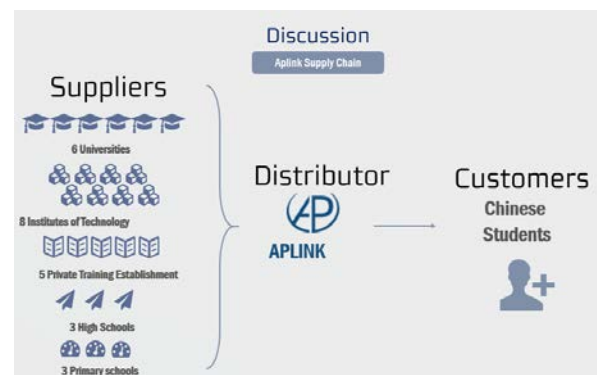 Discussion
Aplink Supply Chain
Suppliers
6 Universities
8 Institutes of Technology
5 Private Training Establishment
3 High Schools
3 Primary schools
Distributor
AP
APLINK
Customers
Chinese
Students